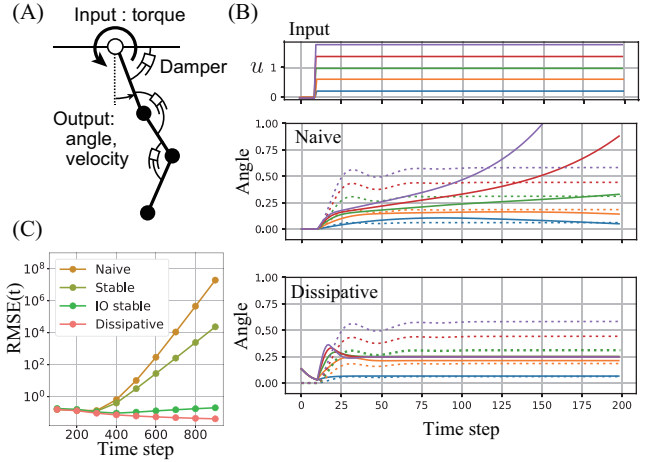 (A)
Input : torque
Damper
Output:
angle,
velocity
(B)
Input
u
1
0
Naive
Angle
1.00
0.75
0.50
0.25
0.00
Dissipative
Angle
1.00
0.75
0.50
0.25
0.00
0 25 50 75 100 125 150 175 200
Time step
(C)
Naive
Stable
IO stable
Dissipative
RMSE(t)
10^8
10^6
10^4
10^2
10^0
200 400 600 800
Time step